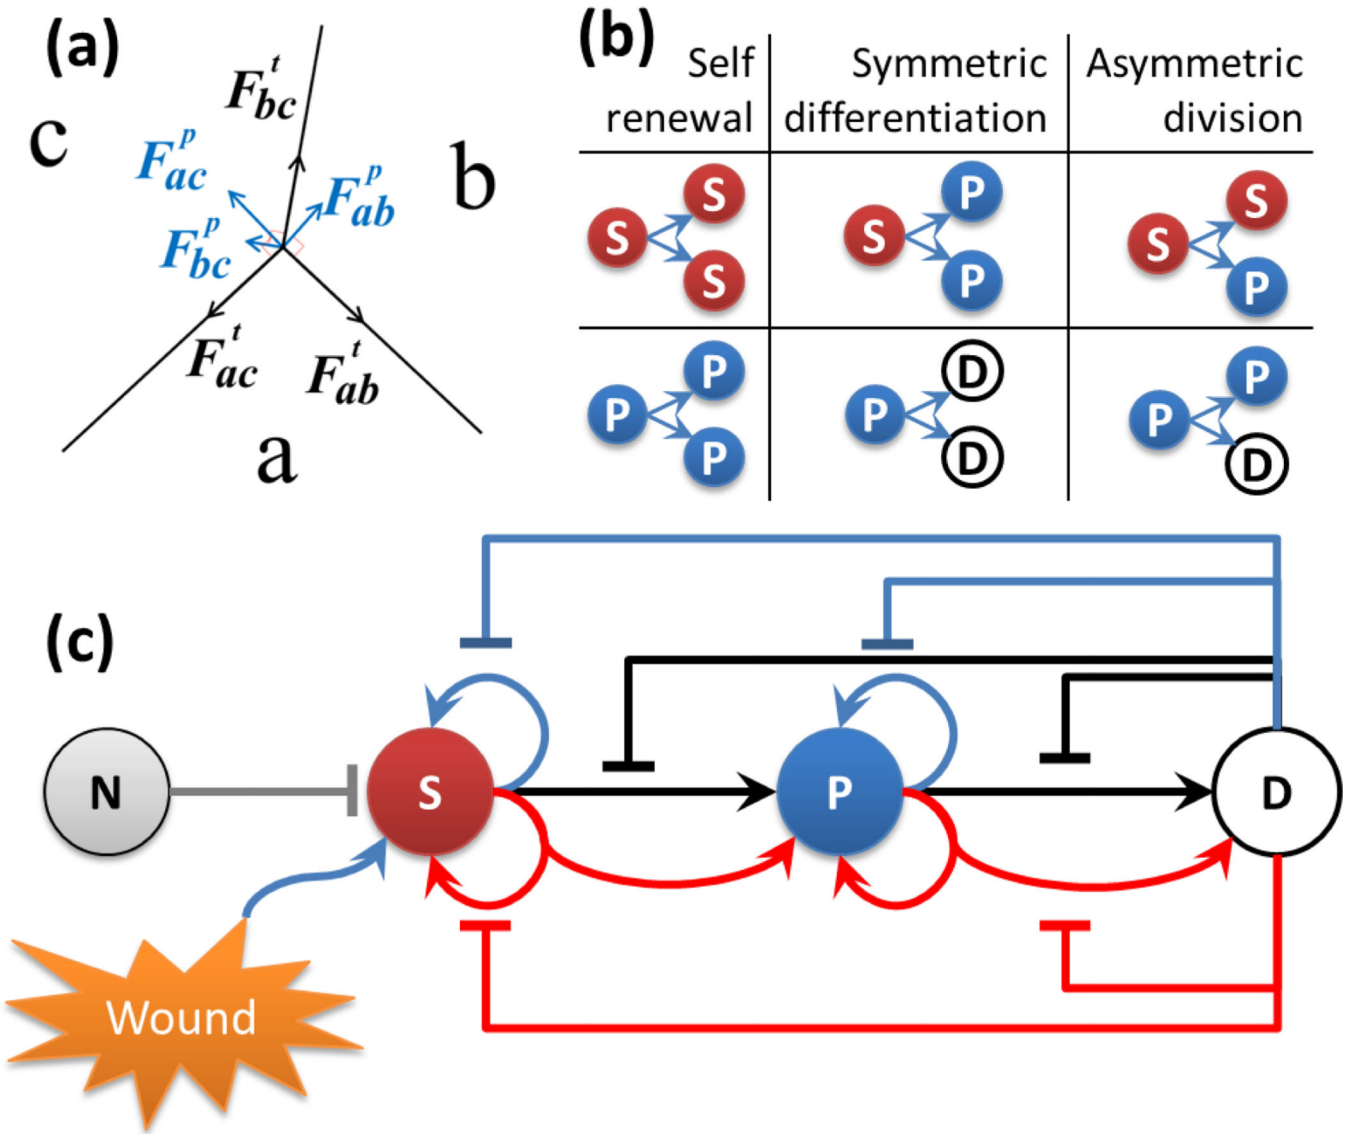 (a)
F^t_bc
c
F^p_ac
F^p_ab
b
F^p_bc
F^t_ac
F^t_ab
a
(b)
Self renewal
Symmetric differentiation
Asymmetric division
S S S
S P P
S S P
P P P
P D D
P P D
(c)
N
S
P
D
Wound